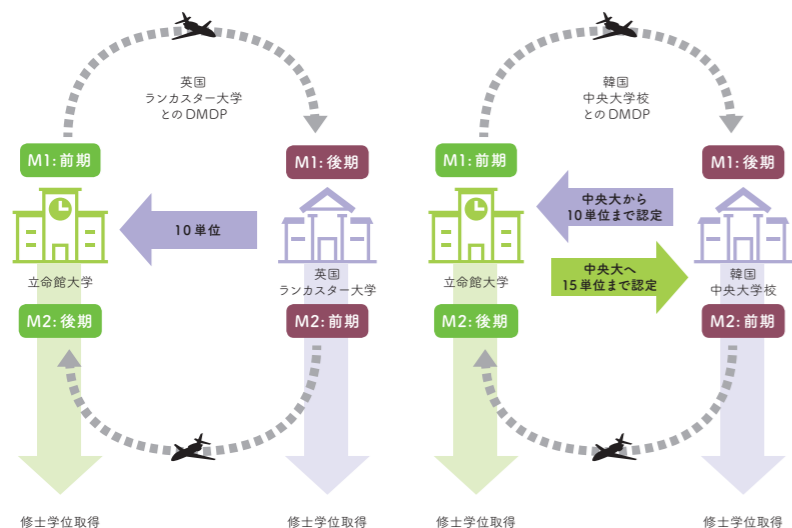 英国
ランカスター大学
とのDMDP
M1:前期
M1:後期
10単位
立命館大学
英国
ランカスター大学
M2:後期
M2:前期
修士学位取得
修士学位取得
韓国
中央大学校
とのDMDP
M1:前期
M1:後期
中央大から
10単位まで認定
中央大へ
15単位まで認定
立命館大学
韓国
中央大学校
M2:後期
M2:前期
修士学位取得
修士学位取得